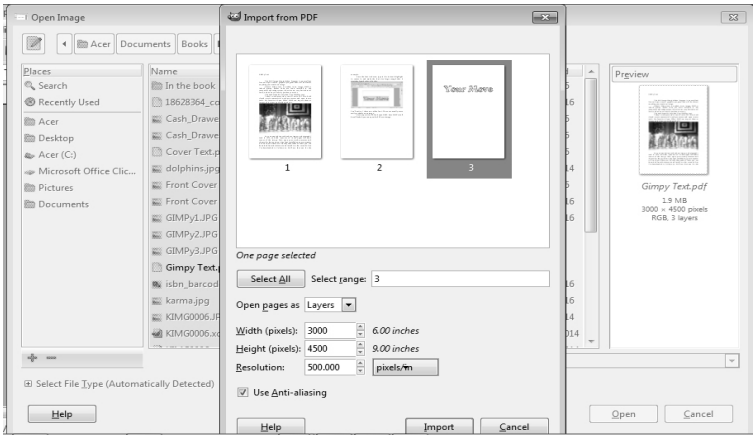 Open Image
Import from PDF
Acer
Documents
Books
Places
Search
Recently Used
Acer
Desktop
Acer (C:)
Microsoft Office Clic...
Pictures
Documents
Name
In the book
18628364_co
Cash_Drawe
Cash_Drawe
Cover Text.p
dolphins.jpg
Front Cover
Front Cover
GIMPy1.JPG
GIMPy2.JPG
GIMPy3.JPG
Gimpy Text.p
isbn_barcod
karma.jpg
KIMG0006.JP
KIMG0006.xc
Your Move
Your Move
1
2
3
One page selected
Select All
Select range: 3
Open pages as Layers
Width (pixels): 3000 6.00 inches
Height (pixels): 4500 9.00 inches
Resolution: 500.000
Use Anti-aliasing
Help
Import
Cancel
Preview
Gimpy Text.pdf
1.9 MB
3000 × 4500 pixels
RGB, 3 layers
Select File Type (Automatically Detected)
Help
Open
Cancel